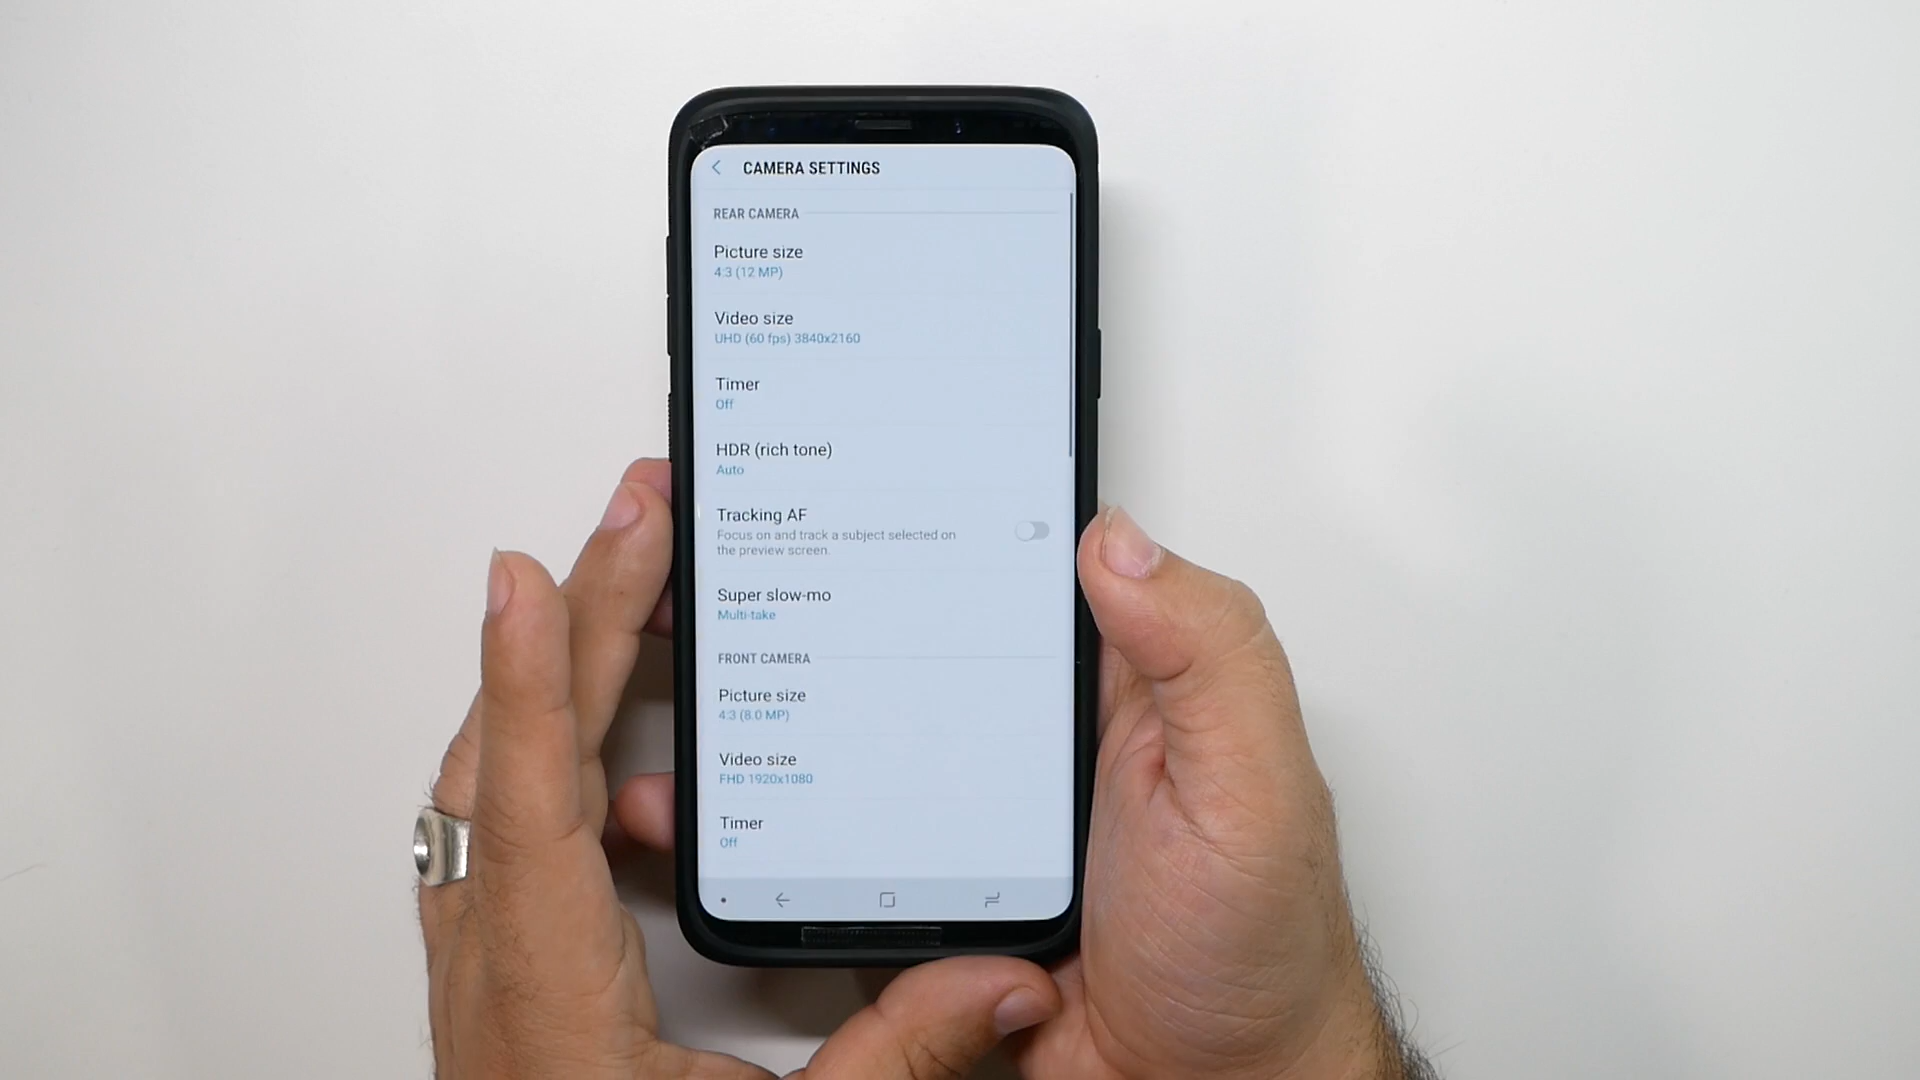 CAMERA SETTINGS
REAR CAMERA
Picture size
4:3 (12 MP)
Video size
UHD (60 fps) 3840x2160
Timer
Off
HDR (rich tone)
Auto
Tracking AF
Focus on and track a subject selected on
the preview screen.
Super slow-mo
Multi-take
FRONT CAMERA
Picture size
4:3 (8.0 MP)
Video size
FHD 1920x1080
Timer
Off